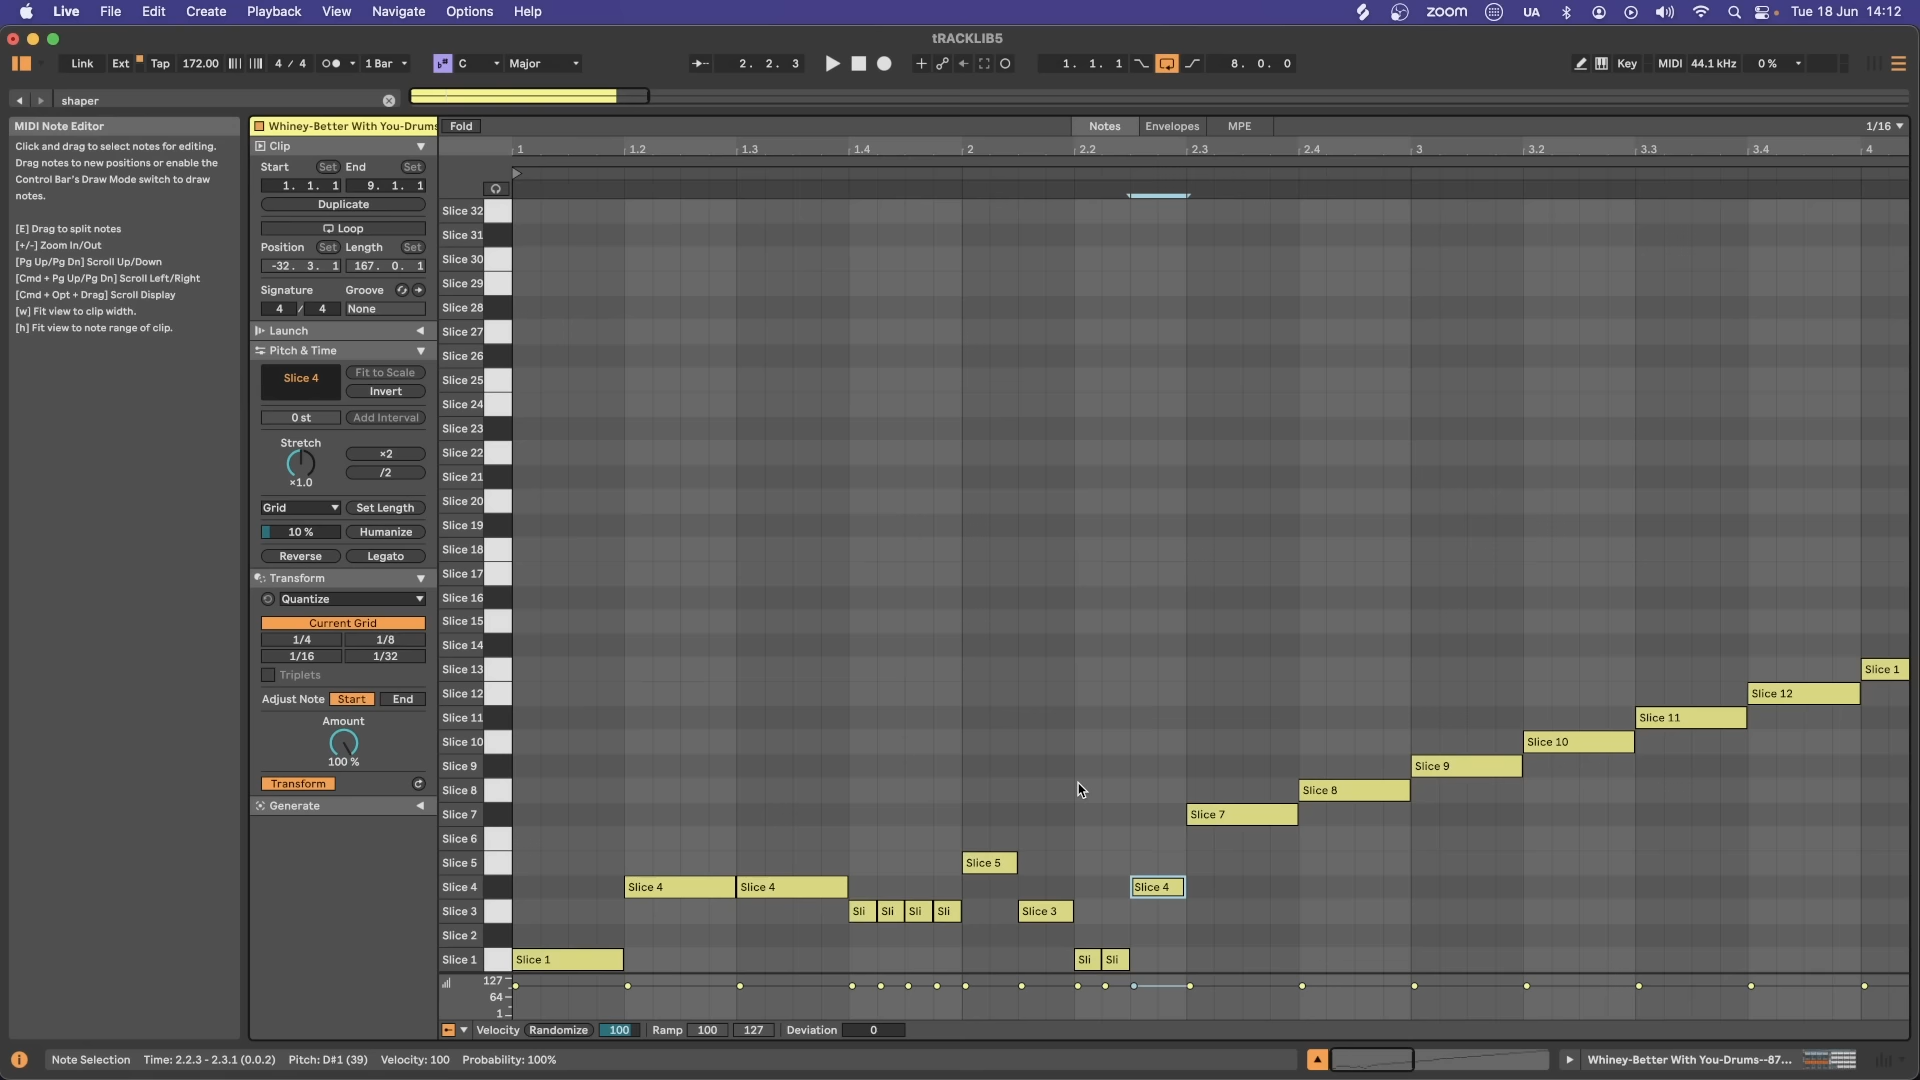 Live File Edit Create Playback View Navigate Options Help zoom UA Tue 18 Jun 14:12
tRACKLIB5
Link Ext Tap 172.00 4 / 4 1 Bar C Major 2. 2. 3 1. 1. 1 8. 0. 0 Key MIDI 44.1 kHz 0 %
shaper
MIDI Note Editor
Click and drag to select notes for editing.
Drag notes to new positions or enable the
Control Bar's Draw Mode switch to draw
notes.
[E] Drag to split notes
[+/-] Zoom In/Out
[Pg Up/Pg Dn] Scroll Up/Down
[Cmd + Pg Up/Pg Dn] Scroll Left/Right
[Cmd + Opt + Drag] Scroll Display
[w] Fit view to clip width.
[h] Fit view to note range of clip.
Whiney-Better With You-Drums
Clip
Start Set End Set
1. 1. 1 9. 1. 1
Duplicate
Loop
Position Set Length Set
-32. 3. 1 167. 0. 1
Signature Groove
4 / 4 None
Launch
Pitch & Time
Slice 4 Fit to Scale
Invert
0 st Add Interval
Stretch
×2
/2
×1.0
Grid Set Length
10 % Humanize
Reverse Legato
Transform
Quantize
Current Grid
1/4 1/8
1/16 1/32
Triplets
Adjust Note Start End
Amount
100 %
Transform
Generate
Fold Notes Envelopes MPE 1/16
1 1.2 1.3 1.4 2 2.2 2.3 2.4 3 3.2 3.3 3.4 4
Slice 32
Slice 31
Slice 30
Slice 29
Slice 28
Slice 27
Slice 26
Slice 25
Slice 24
Slice 23
Slice 22
Slice 21
Slice 20
Slice 19
Slice 18
Slice 17
Slice 16
Slice 15
Slice 14
Slice 13 Slice 1
Slice 12 Slice 12
Slice 11 Slice 11
Slice 10 Slice 10
Slice 9 Slice 9
Slice 8 Slice 8
Slice 7 Slice 7
Slice 6
Slice 5 Slice 5
Slice 4 Slice 4 Slice 4 Slice 4
Slice 3 Sli Sli Sli Sli Slice 3
Slice 2
Slice 1 Slice 1 Sli Sli
127
64
1
Velocity Randomize 100 Ramp 100 127 Deviation 0
Note Selection Time: 2.2.3 - 2.3.1 (0.0.2) Pitch: D#1 (39) Velocity: 100 Probability: 100% Whiney-Better With You-Drums--87...